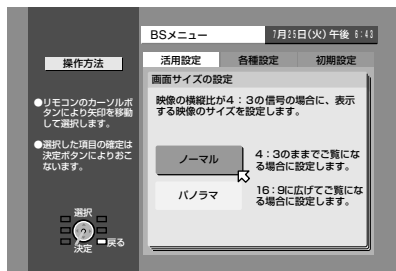 BSメニュー
7月25日(火)午後 6:43
操作方法
活用設定
各種設定
初期設定
画面サイズの設定
●リモコンのカーソルボ
タンにより矢印を移動
して選択します。
●選択した項目の確定は
決定ボタンによりおこ
ないます。
映像の横縦比が4:3の信号の場合に、表示
する映像のサイズを設定します。
ノーマル
4:3のままでご覧にな
る場合に設定します。
パノラマ
16:9に広げてご覧にな
る場合に設定します。
選択
?
戻る
決定